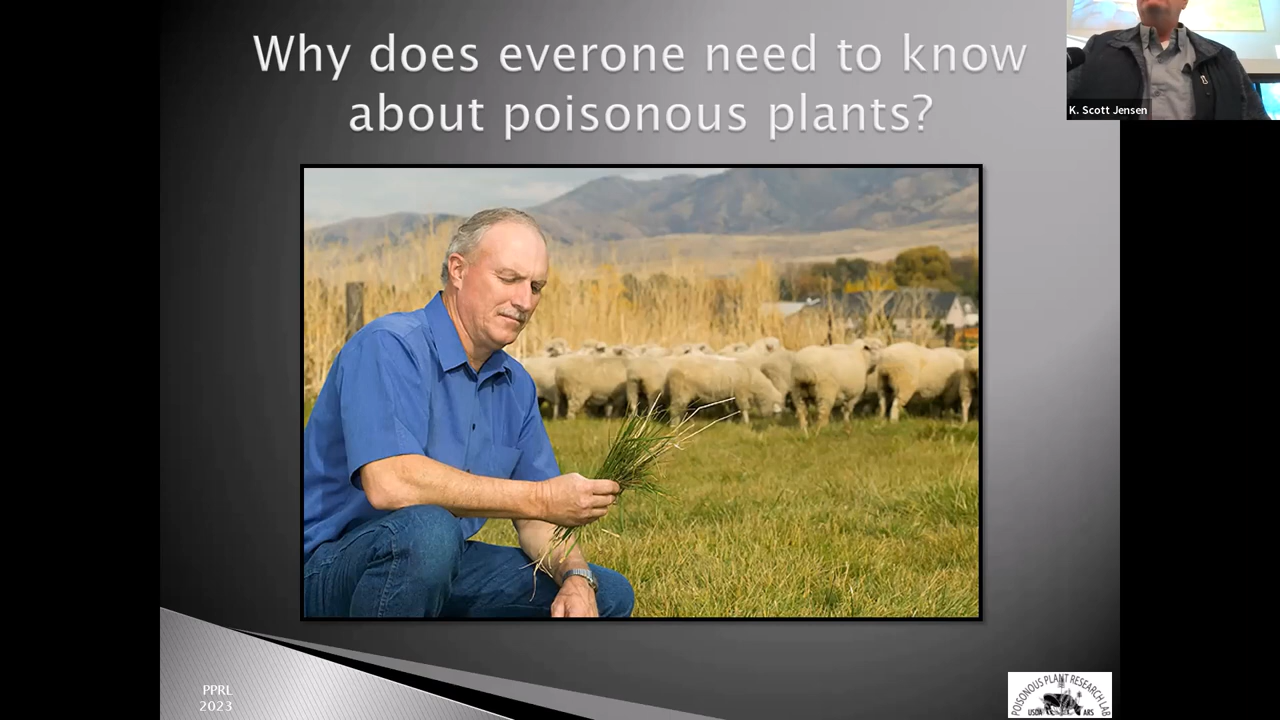 Why does everone need to know
about poisonous plants?
K. Scott Jensen
PPRL
2023
POISONOUS PLANT RESEARCH LAB
USDA ARS